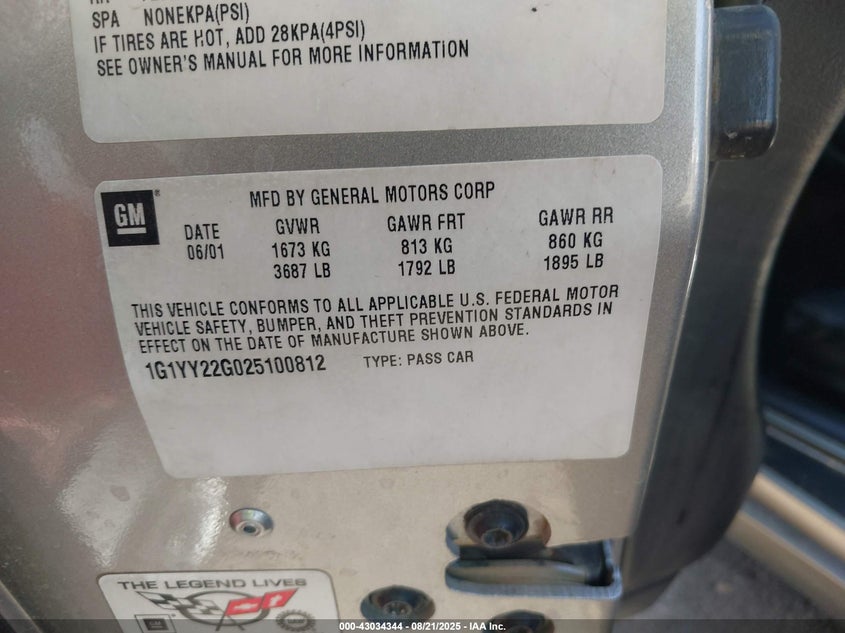 SPA NONEKPA(PSI)
IF TIRES ARE HOT, ADD 28KPA(4PSI)
SEE OWNER'S MANUAL FOR MORE INFORMATION
GM®
MFD BY GENERAL MOTORS CORP
DATE GVWR GAWR FRT GAWR RR
06/01 1673 KG 813 KG 860 KG
3687 LB 1792 LB 1895 LB
THIS VEHICLE CONFORMS TO ALL APPLICABLE U.S. FEDERAL MOTOR
VEHICLE SAFETY, BUMPER, AND THEFT PREVENTION STANDARDS IN
EFFECT ON THE DATE OF MANUFACTURE SHOWN ABOVE.
1G1YY22G025100812 TYPE: PASS CAR
THE LEGEND LIVES
GM
000-43034344 - 08/21/2025 - IAA Inc.